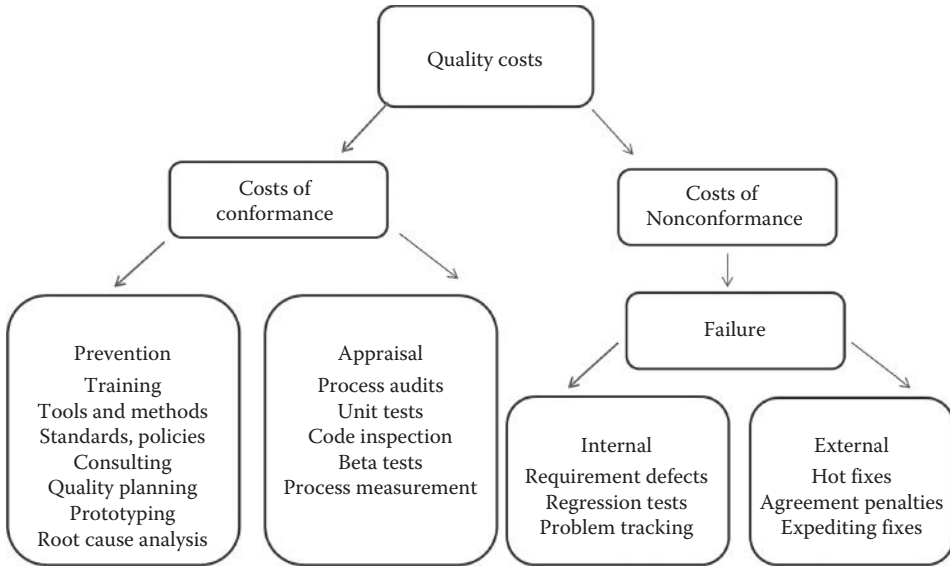 Quality costs
Costs of
conformance
Costs of
Nonconformance
Prevention
Training
Tools and methods
Standards, policies
Consulting
Quality planning
Prototyping
Root cause analysis
Appraisal
Process audits
Unit tests
Code inspection
Beta tests
Process measurement
Failure
Internal
Requirement defects
Regression tests
Problem tracking
External
Hot fixes
Agreement penalties
Expediting fixes